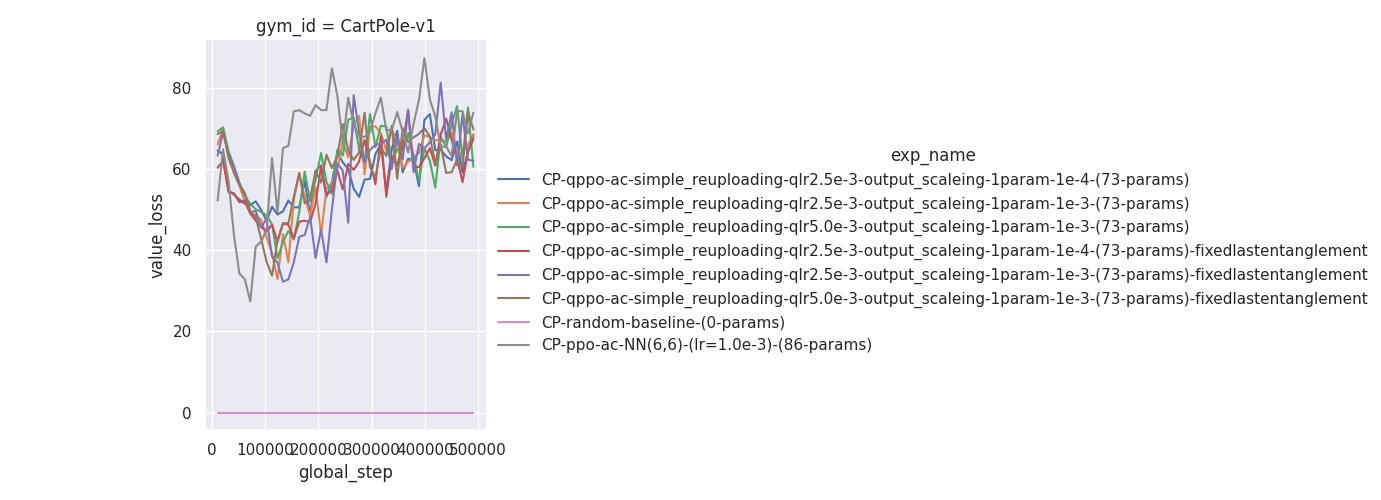 gym_id = CartPole-v1
80
60
40
20
0
value_loss
0
100000
200000
300000
400000
500000
global_step
exp_name
CP-qppo-ac-simple_reuploading-qlr2.5e-3-output_scaleing-1param-1e-4-(73-params)
CP-qppo-ac-simple_reuploading-qlr2.5e-3-output_scaleing-1param-1e-3-(73-params)
CP-qppo-ac-simple_reuploading-qlr5.0e-3-output_scaleing-1param-1e-3-(73-params)
CP-qppo-ac-simple_reuploading-qlr2.5e-3-output_scaleing-1param-1e-4-(73-params)-fixedlastentanglement
CP-qppo-ac-simple_reuploading-qlr2.5e-3-output_scaleing-1param-1e-3-(73-params)-fixedlastentanglement
CP-qppo-ac-simple_reuploading-qlr5.0e-3-output_scaleing-1param-1e-3-(73-params)-fixedlastentanglement
CP-random-baseline-(0-params)
CP-ppo-ac-NN(6,6)-(lr=1.0e-3)-(86-params)